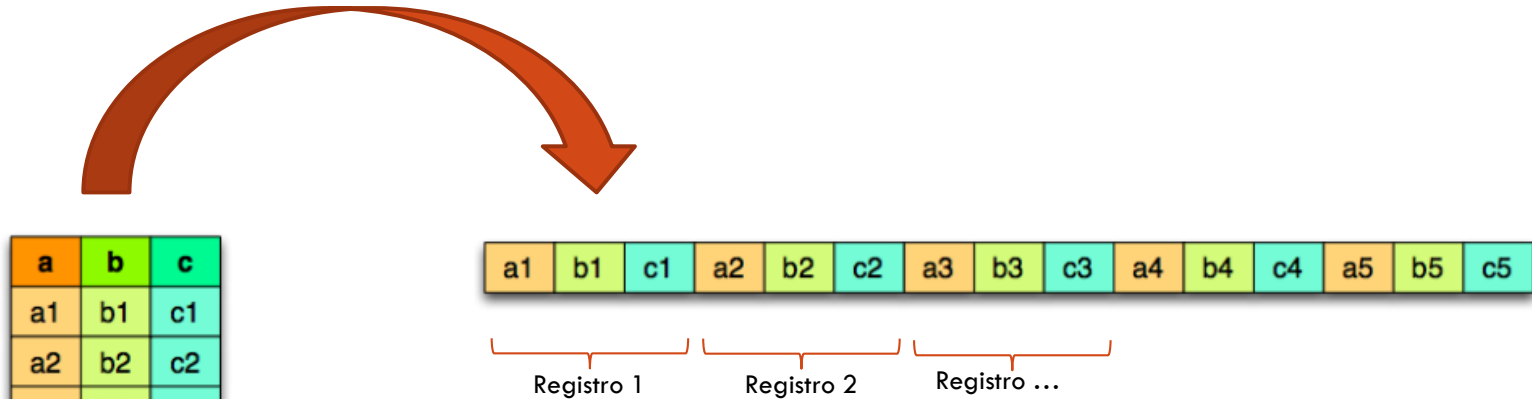 a b c
a1 b1 c1
a2 b2 c2
a1 b1 c1 a2 b2 c2 a3 b3 c3 a4 b4 c4 a5 b5 c5
Registro 1 Registro 2 Registro ...